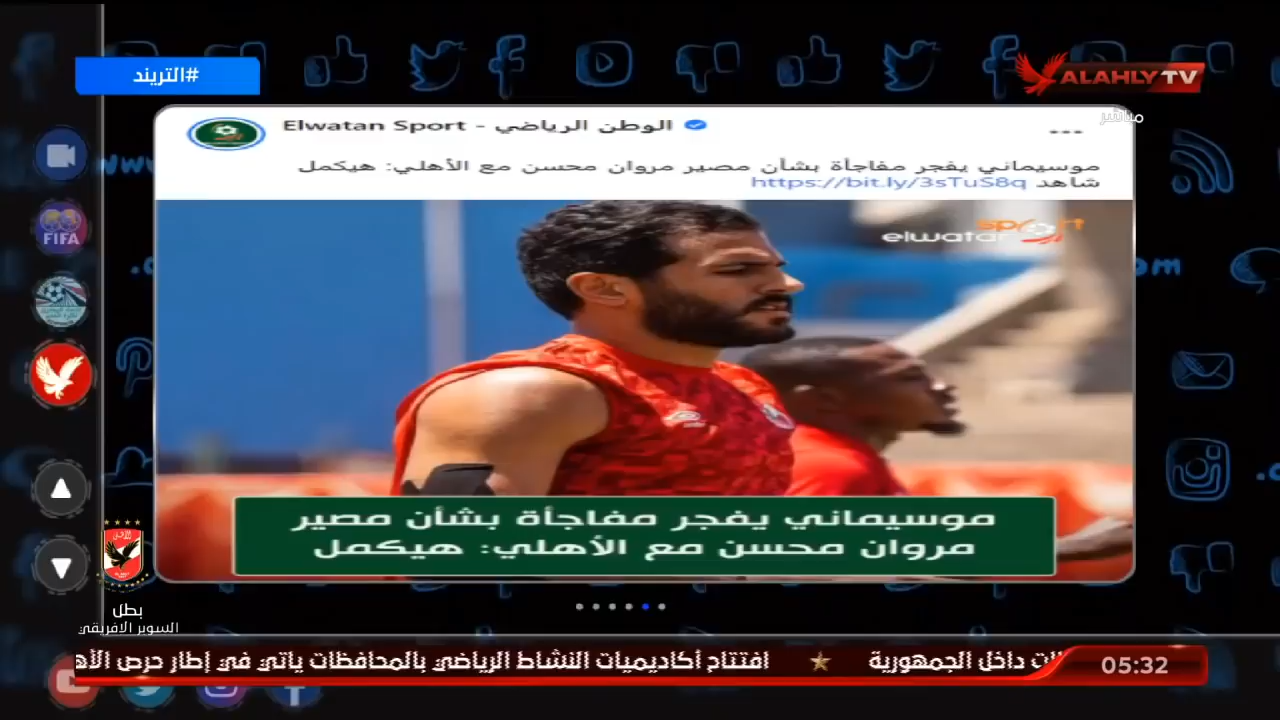 #التريند
ALAHLY TV
مباشر
Elwatan Sport - الوطن الرياضي
موسيماني يفجر مفاجأة بشأن مصير مروان محسن مع الأهلي: هيكمل
شاهد https://bit.ly/3sTuS8q
sport
elwatan
FIFA
موسيماني يفجر مفاجأة بشأن مصير
مروان محسن مع الأهلي: هيكمل
بطل
السوبر الافريقي
داخل الجمهورية ★ افتتاح أكاديميات النشاط الرياضي بالمحافظات ياتي في إطار حرص
05:32